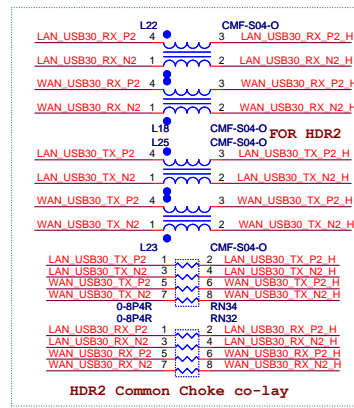 L22 CMF-S04-O
LAN_USB30_RX_P2 4 3 LAN_USB30_RX_P2_H
LAN_USB30_RX_N2 1 2 LAN_USB30_RX_N2_H
WAN_USB30_RX_P2 4 3 WAN_USB30_RX_P2_H
WAN_USB30_RX_N2 1 2 WAN_USB30_RX_N2_H
L18 CMF-S04-O FOR HDR2
L25 CMF-S04-O
LAN_USB30_TX_P2 4 3 LAN_USB30_TX_P2_H
LAN_USB30_TX_N2 1 2 LAN_USB30_TX_N2_H
WAN_USB30_TX_P2 4 3 WAN_USB30_TX_P2_H
WAN_USB30_TX_N2 1 2 WAN_USB30_TX_N2_H
L23 CMF-S04-O
LAN_USB30_TX_P2 1 2 LAN_USB30_TX_P2_H
LAN_USB30_TX_N2 3 4 LAN_USB30_TX_N2_H
WAN_USB30_TX_P2 5 6 WAN_USB30_TX_P2_H
WAN_USB30_TX_N2 7 8 WAN_USB30_TX_N2_H
0-8P4R RN34
0-8P4R RN32
LAN_USB30_RX_P2 1 2 LAN_USB30_RX_P2_H
LAN_USB30_RX_N2 3 4 LAN_USB30_RX_N2_H
WAN_USB30_RX_P2 5 6 WAN_USB30_RX_P2_H
WAN_USB30_RX_N2 7 8 WAN_USB30_RX_N2_H
HDR2 Common Choke co-lay